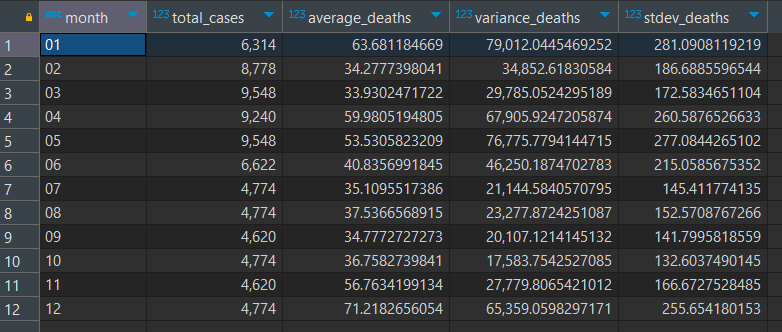 ABC month 123 total_cases 123 average_deaths 123 variance_deaths 123 stdev_deaths
1 01 6,314 63.681184669 79,012.0445469252 281.0908119219
2 02 8,778 34.2777398041 34,852.61830584 186.6885596544
3 03 9,548 33.9302471722 29,785.0524295189 172.5834651104
4 04 9,240 59.9805194805 67,905.9247205874 260.5876526633
5 05 9,548 53.5305823209 76,775.7794144715 277.0844265102
6 06 6,622 40.8356991845 46,250.1874702783 215.0585675352
7 07 4,774 35.1095517386 21,144.5840570795 145.411774135
8 08 4,774 37.5366568915 23,277.8724251087 152.5708767266
9 09 4,620 34.7772727273 20,107.1214145132 141.7995818559
10 10 4,774 36.7582739841 17,583.7542527085 132.6037490145
11 11 4,620 56.7634199134 27,779.8065421012 166.6727528485
12 12 4,774 71.2182656054 65,359.0598297171 255.654180153